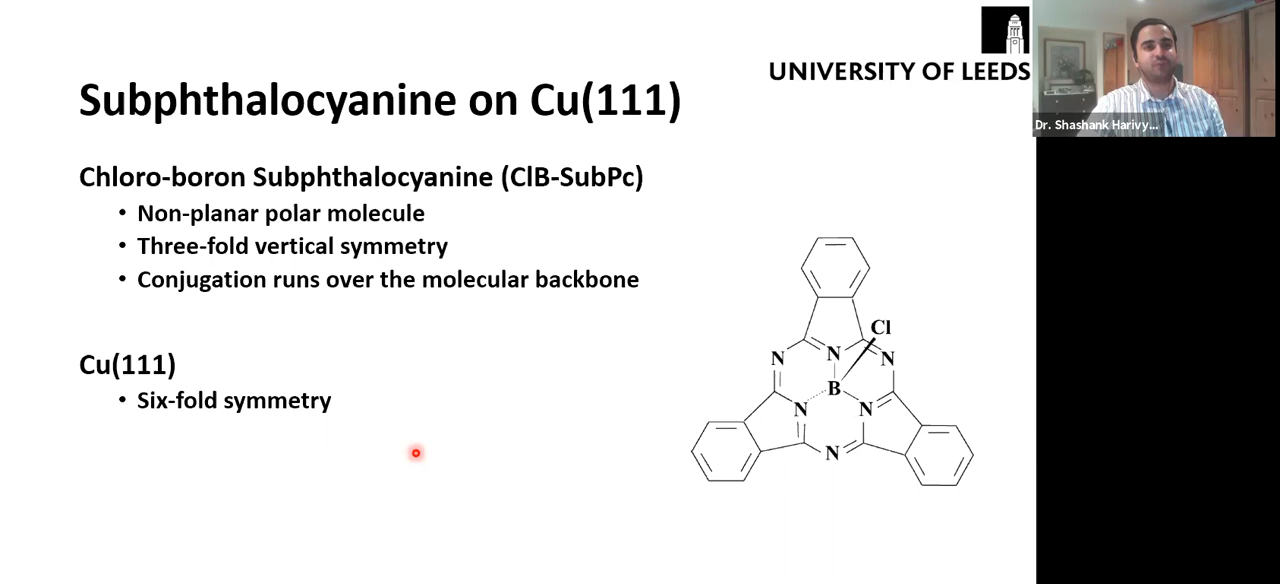 UNIVERSITY OF LEEDS
Dr. Shashank Harivy...
Subphthalocyanine on Cu(111)
Chloro-boron Subphthalocyanine (ClB-SubPc)
• Non-planar polar molecule
• Three-fold vertical symmetry
• Conjugation runs over the molecular backbone
Cu(111)
• Six-fold symmetry
Cl
N N N
B
N N
N